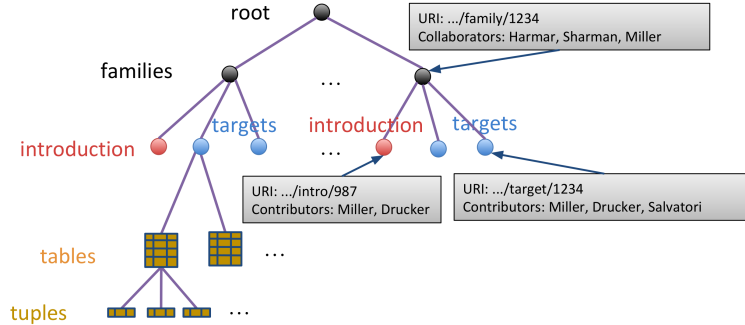 root
URI: .../family/1234
Collaborators: Harmar, Sharman, Miller
families
...
targets
introduction
targets
introduction
...
URI: .../intro/987
Contributors: Miller, Drucker
URI: .../target/1234
Contributors: Miller, Drucker, Salvatori
tables
...
tuples
...